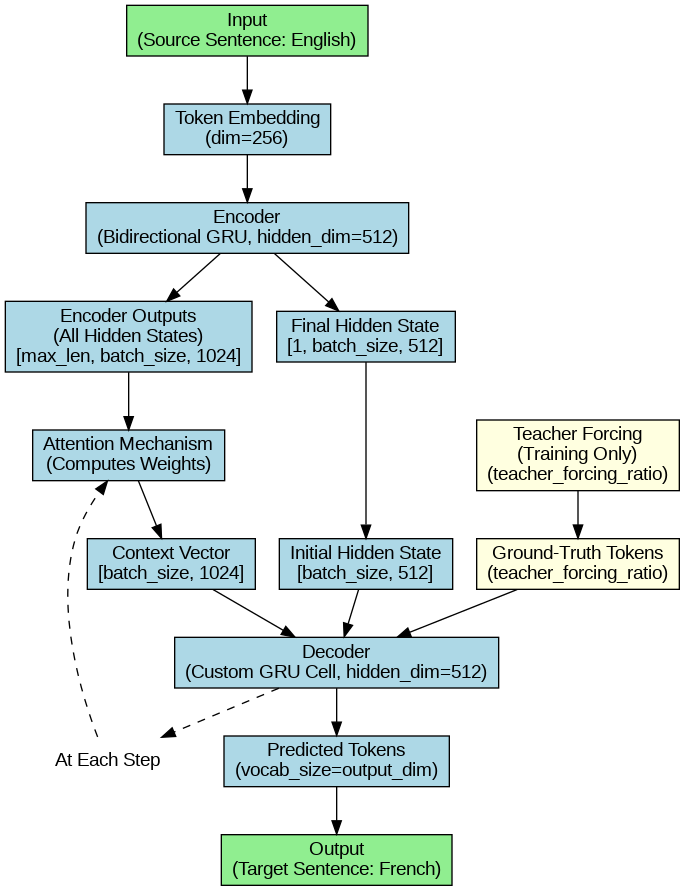 Input
(Source Sentence: English)
Token Embedding
(dim=256)
Encoder
(Bidirectional GRU, hidden_dim=512)
Encoder Outputs
(All Hidden States)
[max_len, batch_size, 1024]
Final Hidden State
[1, batch_size, 512]
Attention Mechanism
(Computes Weights)
Teacher Forcing
(Training Only)
(teacher_forcing_ratio)
Context Vector
[batch_size, 1024]
Initial Hidden State
[batch_size, 512]
Ground-Truth Tokens
(teacher_forcing_ratio)
Decoder
(Custom GRU Cell, hidden_dim=512)
At Each Step
Predicted Tokens
(vocab_size=output_dim)
Output
(Target Sentence: French)